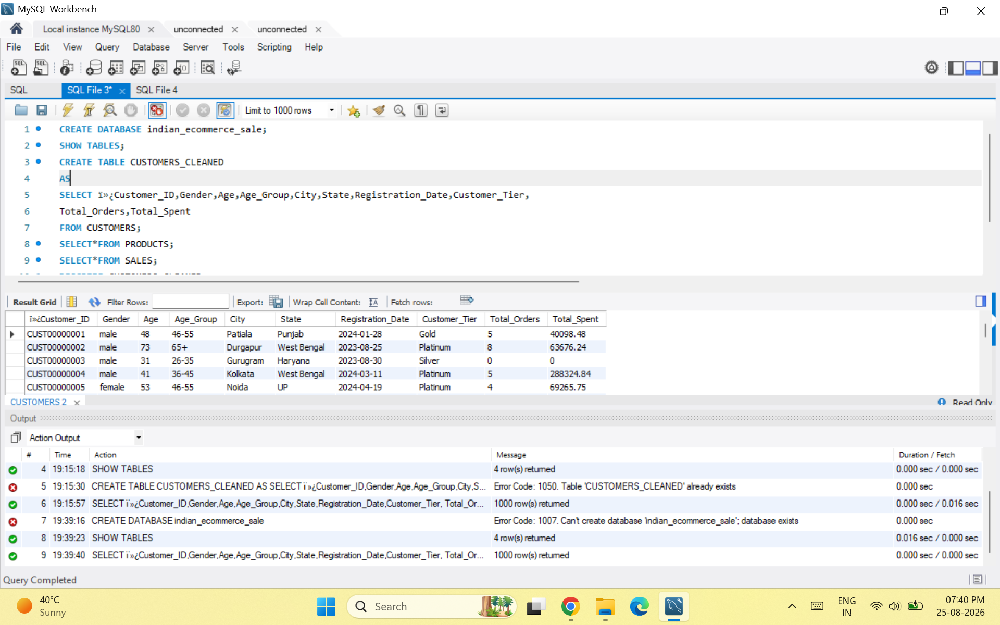 MySQL Workbench
Local instance MySQL80 unconnected unconnected
File Edit View Query Database Server Tools Scripting Help
SQL SQL
SQL SQL File 3* SQL File 4
Limit to 1000 rows
1 CREATE DATABASE indian_ecommerce_sale;
2 SHOW TABLES;
3 CREATE TABLE CUSTOMERS_CLEANED
4 AS
5 SELECT ï»¿Customer_ID,Gender,Age,Age_Group,City,State,Registration_Date,Customer_Tier,
6 Total_Orders,Total_Spent
7 FROM CUSTOMERS;
8 SELECT*FROM PRODUCTS;
9 SELECT*FROM SALES;
Result Grid Filter Rows: Export: Wrap Cell Content: Fetch rows:
ï»¿Customer_ID Gender Age Age_Group City State Registration_Date Customer_Tier Total_Orders Total_Spent
CUST00000001 male 48 46-55 Patiala Punjab 2024-01-28 Gold 5 40098.48
CUST00000002 male 73 65+ Durgapur West Bengal 2023-08-25 Platinum 8 63676.24
CUST00000003 male 31 26-35 Gurugram Haryana 2023-08-30 Silver 0 0
CUST00000004 male 41 36-45 Kolkata West Bengal 2024-03-11 Platinum 5 288324.84
CUST00000005 female 53 46-55 Noida UP 2024-04-19 Platinum 4 69265.75
CUSTOMERS 2 Read Only
Output
Action Output
# Time Action Message Duration / Fetch
4 19:15:18 SHOW TABLES 4 row(s) returned 0.000 sec / 0.000 sec
5 19:15:30 CREATE TABLE CUSTOMERS_CLEANED AS SELECT ï»¿Customer_ID,Gender,Age,Age_Group,City,S... Error Code: 1050. Table 'CUSTOMERS_CLEANED' already exists 0.000 sec
6 19:15:57 SELECT ï»¿Customer_ID,Gender,Age,Age_Group,City,State,Registration_Date,Customer_Tier, Total_Or... 1000 row(s) returned 0.000 sec / 0.016 sec
7 19:39:16 CREATE DATABASE indian_ecommerce_sale Error Code: 1007. Can't create database 'indian_ecommerce_sale'; database exists 0.000 sec
8 19:39:23 SHOW TABLES 4 row(s) returned 0.016 sec / 0.000 sec
9 19:39:40 SELECT ï»¿Customer_ID,Gender,Age,Age_Group,City,State,Registration_Date,Customer_Tier, Total_Or... 1000 row(s) returned 0.000 sec / 0.000 sec
Query Completed
40°C
Sunny
Search
ENG
IN
07:40 PM
25-08-2026